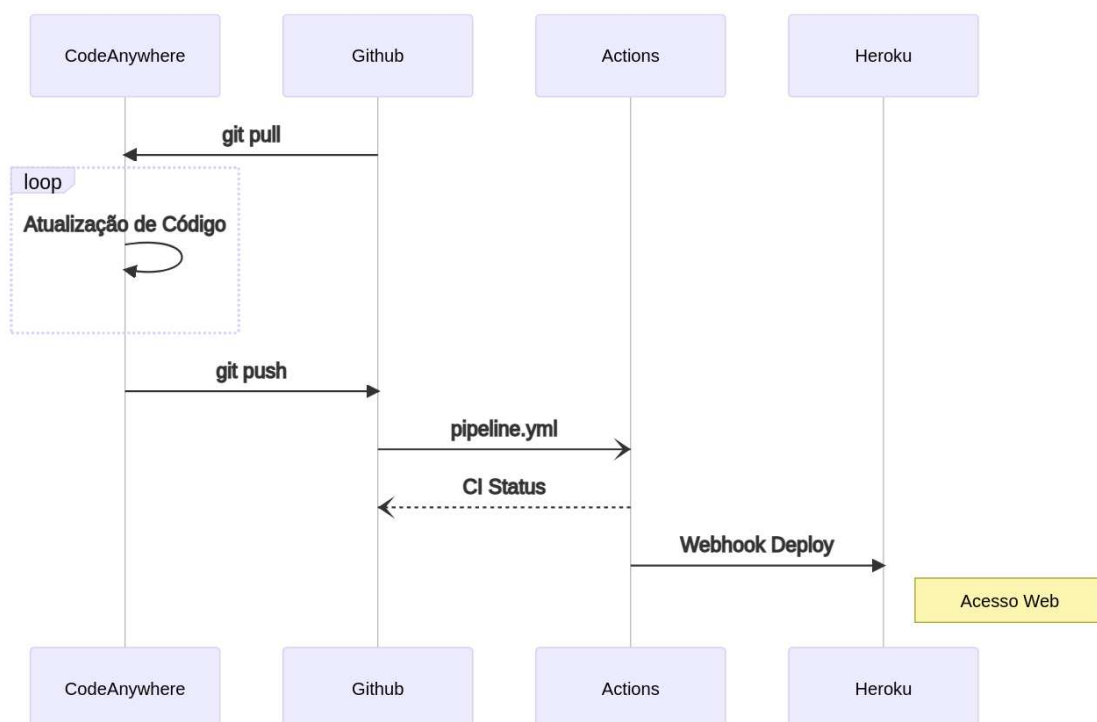 CodeAnywhere
Github
Actions
Heroku
git pull
loop
Atualização de Código
git push
pipeline.yml
CI Status
Webhook Deploy
Acesso Web
CodeAnywhere
Github
Actions
Heroku